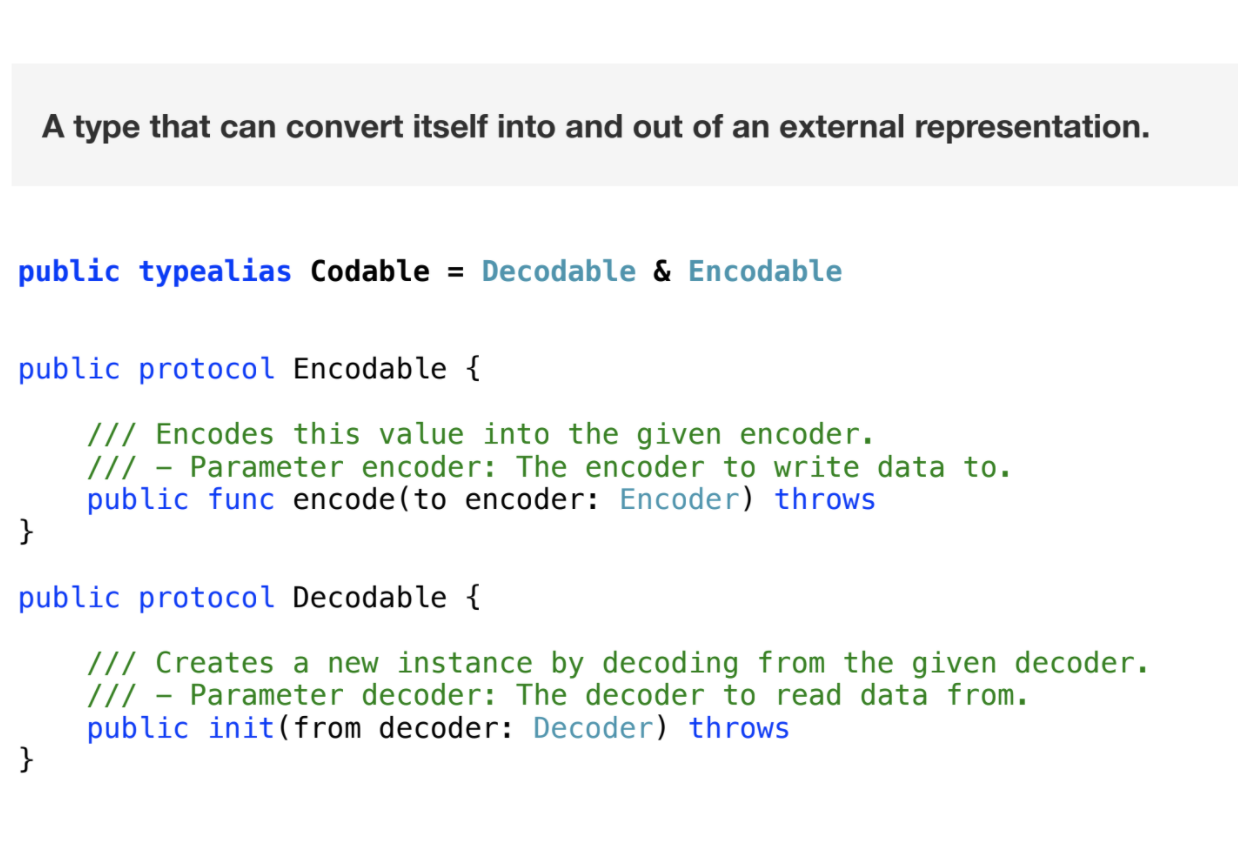 A type that can convert itself into and out of an external representation.
public typealias Codable = Decodable & Encodable
public protocol Encodable {
/// Encodes this value into the given encoder.
/// – Parameter encoder: The encoder to write data to.
public func encode(to encoder: Encoder) throws
}
public protocol Decodable {
/// Creates a new instance by decoding from the given decoder.
/// – Parameter decoder: The decoder to read data from.
public init(from decoder: Decoder) throws
}